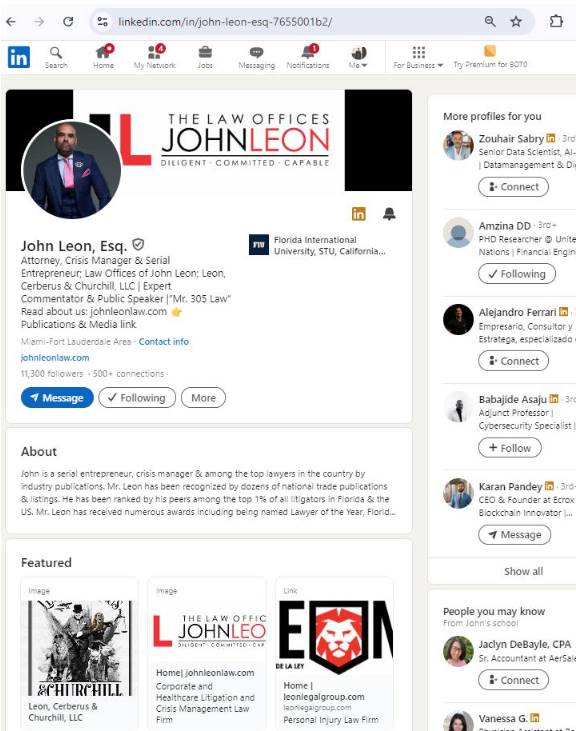 linkedin.com/in/john-leon-esq-7655001b2/
in
Search
Home
4
My Network
Jobs
Messaging
1
Notifications
Me
For Business
Try Premium for BOT0
THE LAW OFFICES
L JOHNLEON
DILIGENT · COMMITTED · CAPABLE
in
John Leon, Esq.
Attorney, Crisis Manager & Serial
Entrepreneur; Law Offices of John Leon; Leon,
Cerberus & Churchill, LLC | Expert
Commentator & Public Speaker |"Mr. 305 Law"
Read about us: johnleonlaw.com 👉
Publications & Media link
FIU
Florida International
University, STU, California...
Miami-Fort Lauderdale Area · Contact info
johnleonlaw.com
11,300 followers · 500+ connections
Message
Following
More
About
John is a serial entrepreneur, crisis manager & among the top lawyers in the country by
industry publications. Mr. Leon has been recognized by dozens of national trade publications
& listings. He has been ranked by his peers among the top 1% of all litigators in Florida & the
US. Mr. Leon has received numerous awards including being named Lawyer of the Year, Florid...
Featured
Image
& CHURCHILL
Leon, Cerberus &
Churchill, LLC
Image
THE LAW OFFIC
L JOHNLEO
DILIGENT · COMMITTED · CAP
Home| johnleonlaw.com
Corporate and
Healthcare Litigation and
Crisis Management Law
Firm
Link
E N
DE LA LEY
Home |
leonlegalgroup.com
leonlegalgroup.com
Personal Injury Law Firm
More profiles for you
Zouhair Sabry in · 3rd
Senior Data Scientist, AI-
| Datamanagement & Di
Connect
Amzina DD · 3rd+
PHD Researcher @ Unite
Nations | Financial Engin
Following
Alejandro Ferrari in ·
Empresario, Consultor y
Estratega, especializado
Connect
Babajide Asaju in · 3rd
Adjunct Professor |
Cybersecurity Specialist |
+ Follow
Karan Pandey in · 3rd
CEO & Founder at Ecrox
Blockchain Innovator |...
Message
Show all
People you may know
From John's school
Jaclyn DeBayle, CPA
Sr. Accountant at AerSale
Connect
Vanessa G. in